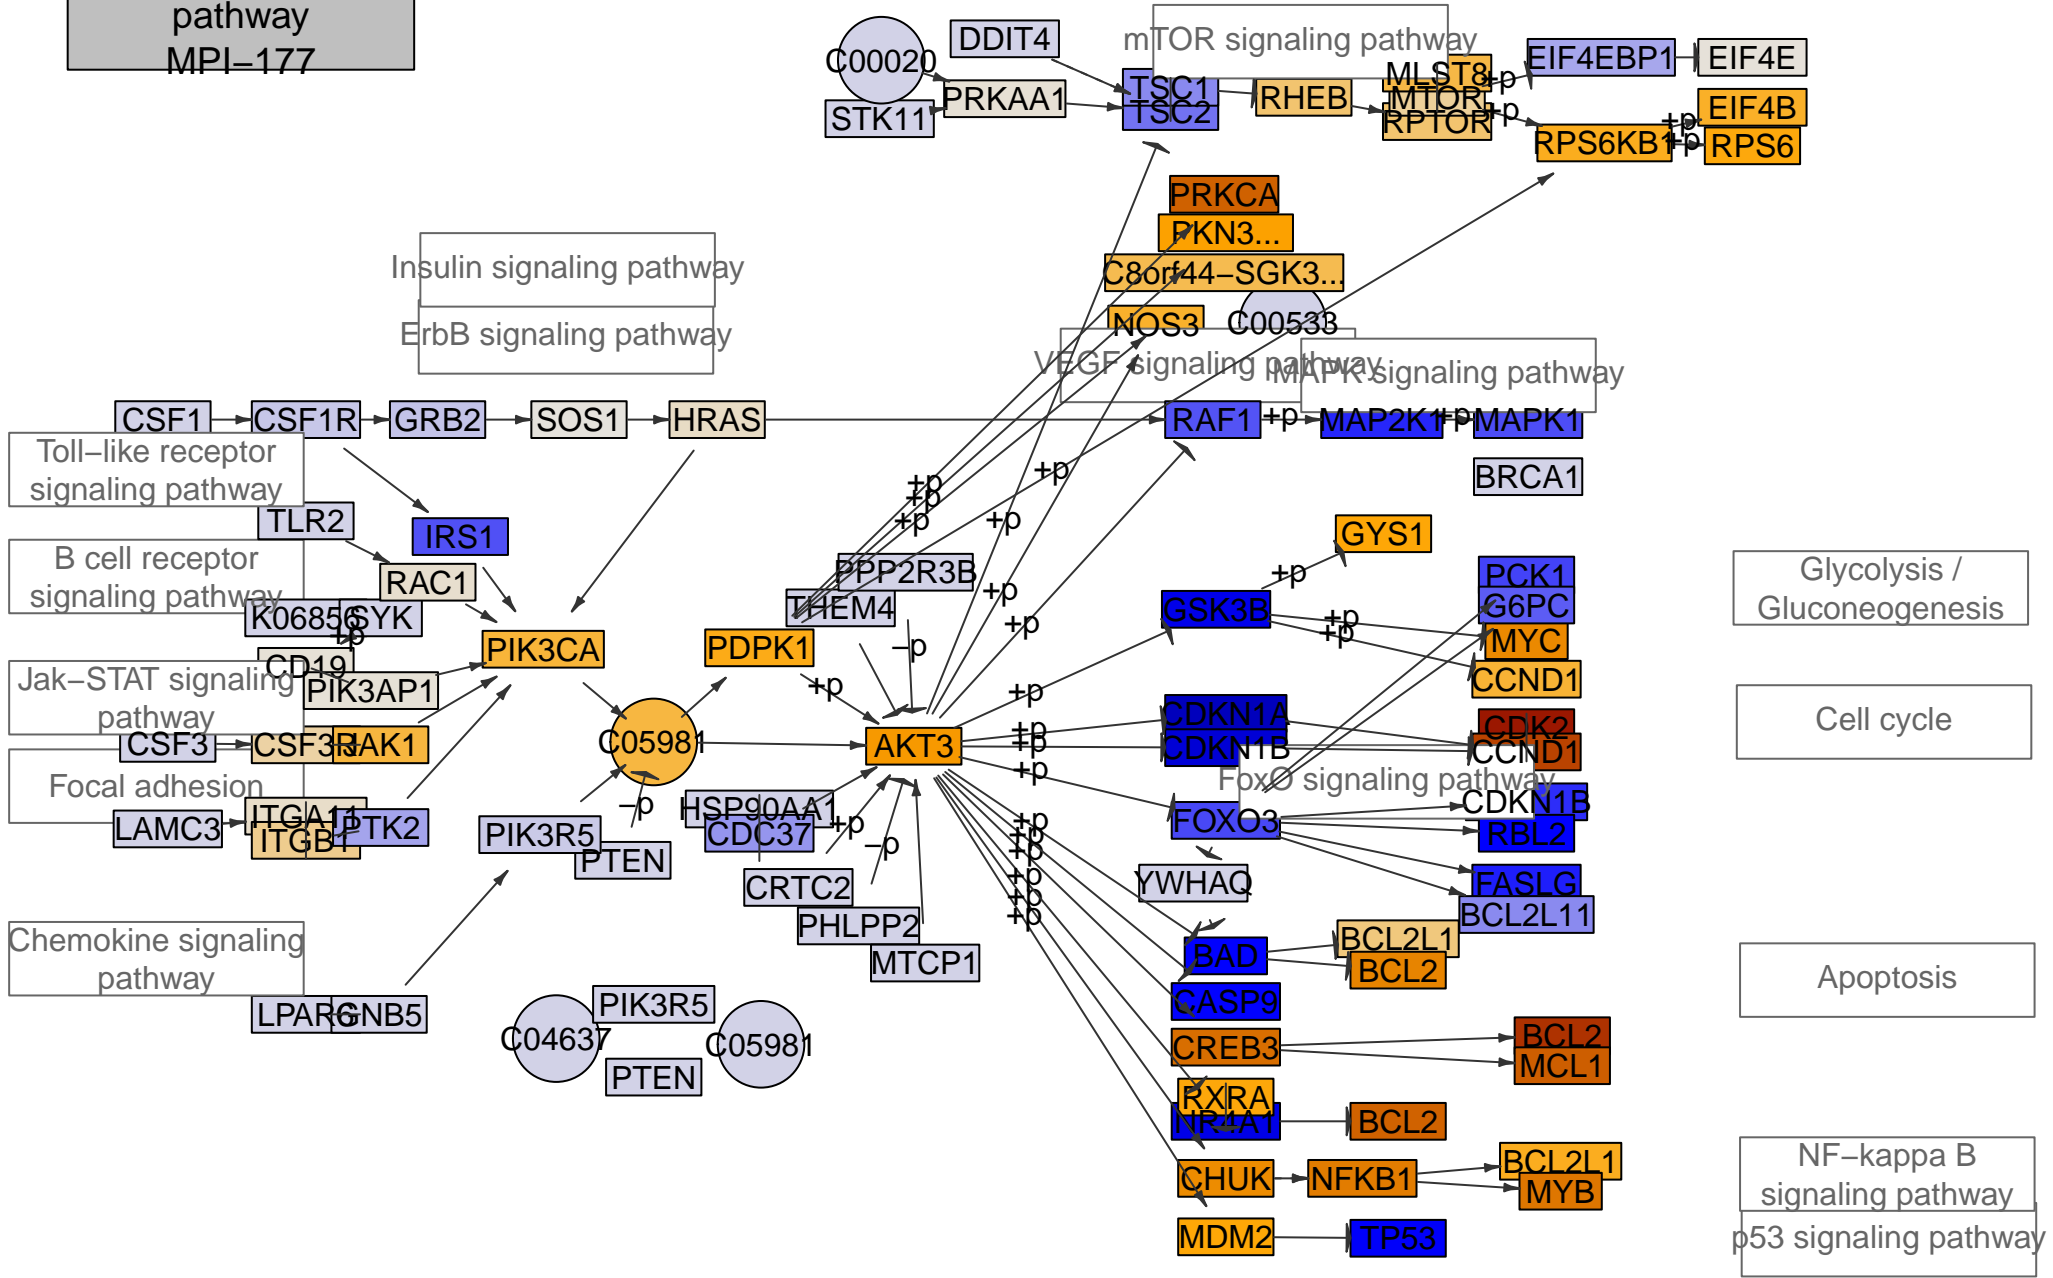 pathway
MPI−177
C00020
DDIT4
STK11
PRKAA1
TSC1
TSC2
mTOR signaling pathway
RHEB
MLST8
MTOR
RPTOR
+p
+p
EIF4EBP1
EIF4E
EIF4B
RPS6KB1
+p
+p
RPS6
PRKCA
PKN3...
C8orf44−SGK3...
NOS3
C00533
Insulin signaling pathway
ErbB signaling pathway
VEGF signaling pathway
MAPK signaling pathway
CSF1
CSF1R
GRB2
SOS1
HRAS
RAF1
+p
MAP2K1
+p
MAPK1
BRCA1
Toll−like receptor
signaling pathway
TLR2
IRS1
B cell receptor
signaling pathway
RAC1
K06856
SYK
+p
CD19
PIK3AP1
PIK3CA
Jak−STAT signaling
pathway
CSF3
JAK1
Focal adhesion
LAMC3
ITGA11
ITGB1
PTK2
PDPK1
+p
THEM4
PPP2R3B
−p
C05981
AKT3
+p
+p
+p
+p
+p
+p
+p
GYS1
+p
GSK3B
+p
+p
PCK1
G6PC
MYC
CCND1
Glycolysis /
Gluconeogenesis
+p
+p
+p
+p
CDKN1A
CDKN1B
CDK2
CCND1
Cell cycle
FoxO signaling pathway
FOXO3
CDKN1B
RBL2
FASLG
BCL2L11
YWHAQ
PIK3R5
PTEN
−p
HSP90AA1
CDC37
+p
−p
CRTC2
PHLPP2
MTCP1
+p
+p
+p
+p
+p
+p
BAD
BCL2L1
BCL2
CASP9
Apoptosis
Chemokine signaling
pathway
GNB5
C04637
PIK3R5
PTEN
C05981
CREB3
BCL2
MCL1
RXRA
NR4A1
BCL2
CHUK
NFKB1
BCL2L1
MYB
MDM2
TP53
NF−kappa B
signaling pathway
p53 signaling pathway